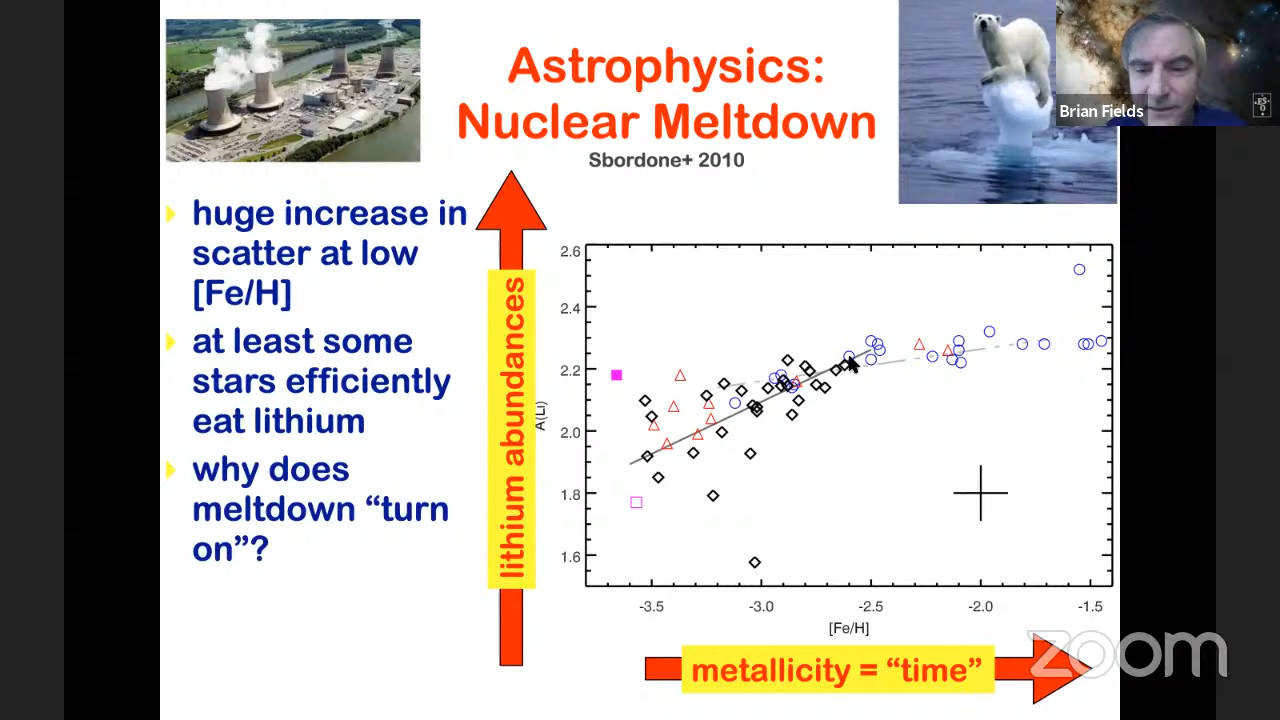 Astrophysics:
Nuclear Meltdown
Sbordone+ 2010
Brian Fields
huge increase in
scatter at low
[Fe/H]
at least some
stars efficiently
eat lithium
why does
meltdown “turn
on”?
lithium abundances
A(Li)
2.6
2.4
2.2
2.0
1.8
1.6
-3.5 -3.0 -2.5 -2.0 -1.5
[Fe/H]
metallicity = “time”
zoom